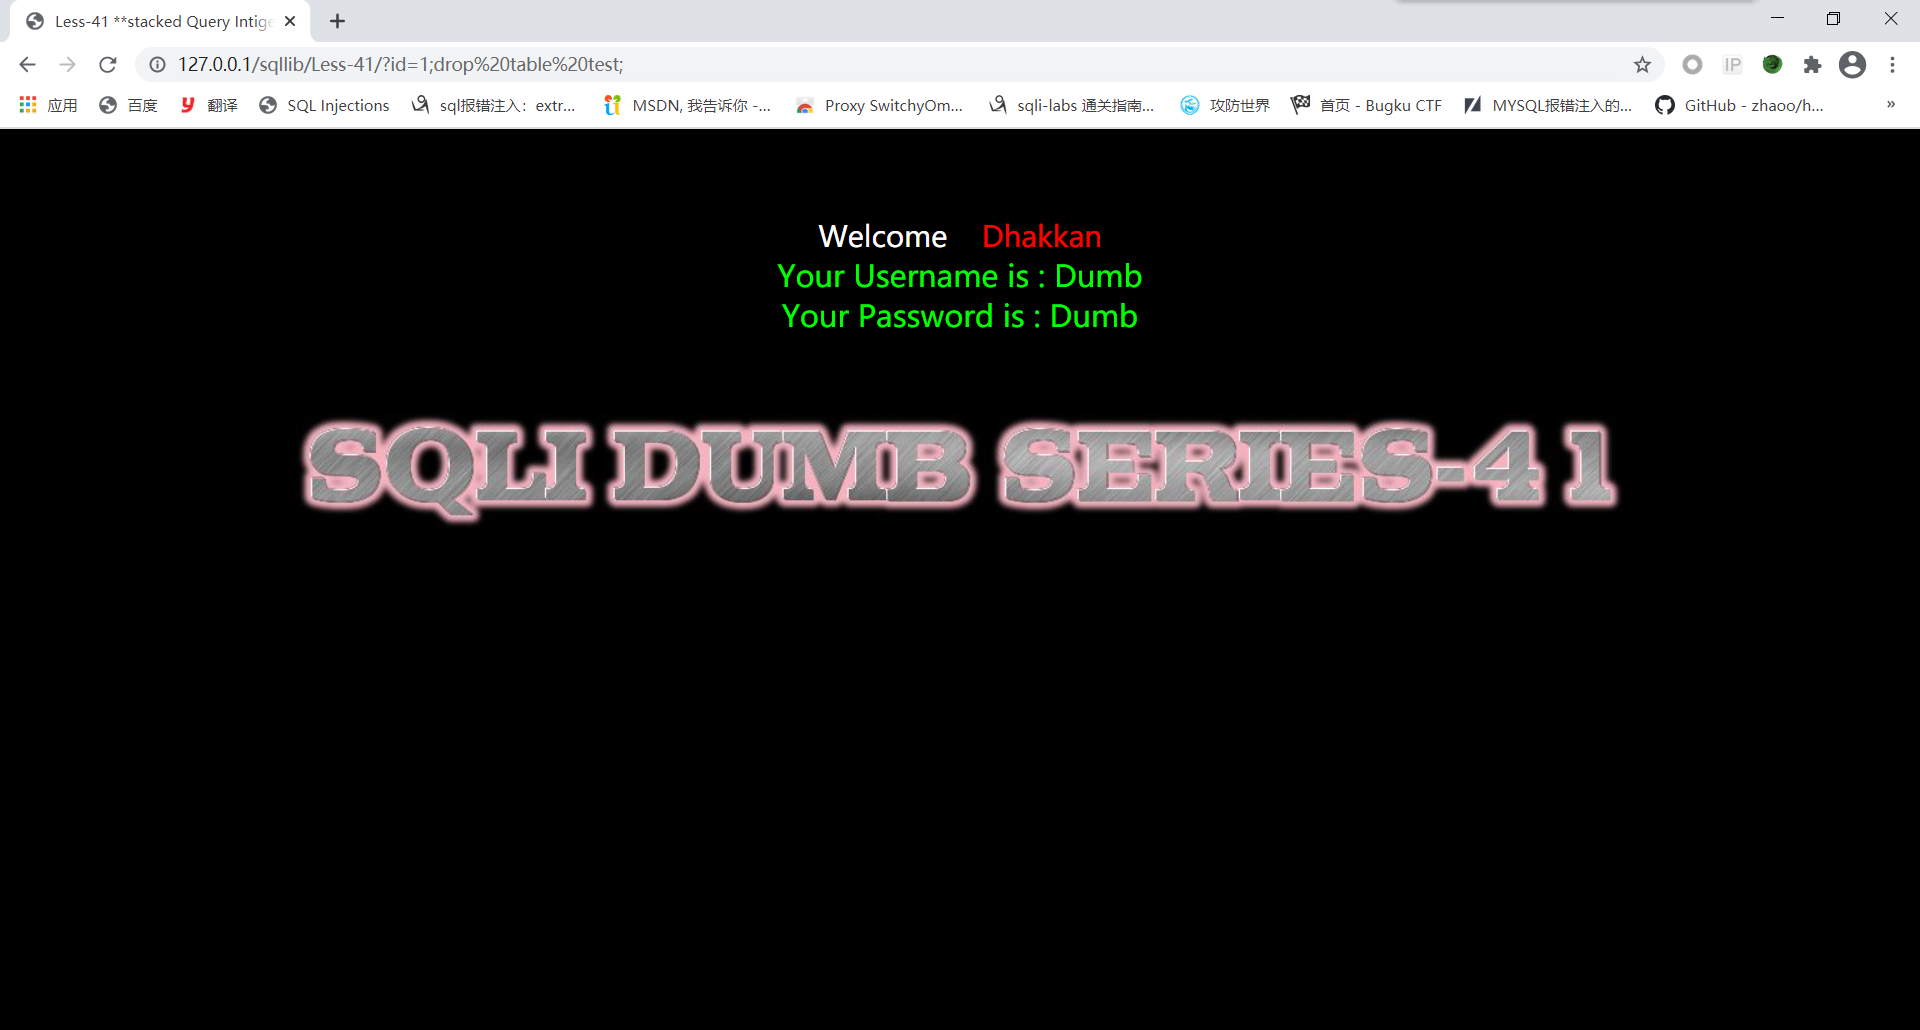 Less-41 **stacked Query Intige
127.0.0.1/sqllib/Less-41/?id=1;drop%20table%20test;
IP
应用 百度 翻译 SQL Injections sql报错注入：extr... MSDN, 我告诉你 -... Proxy SwitchyOm... sqli-labs 通关指南... 攻防世界 首页 - Bugku CTF MYSQL报错注入的... GitHub - zhaoo/h... »
Welcome Dhakkan
Your Username is : Dumb
Your Password is : Dumb
SQLI DUMB SERIES-41